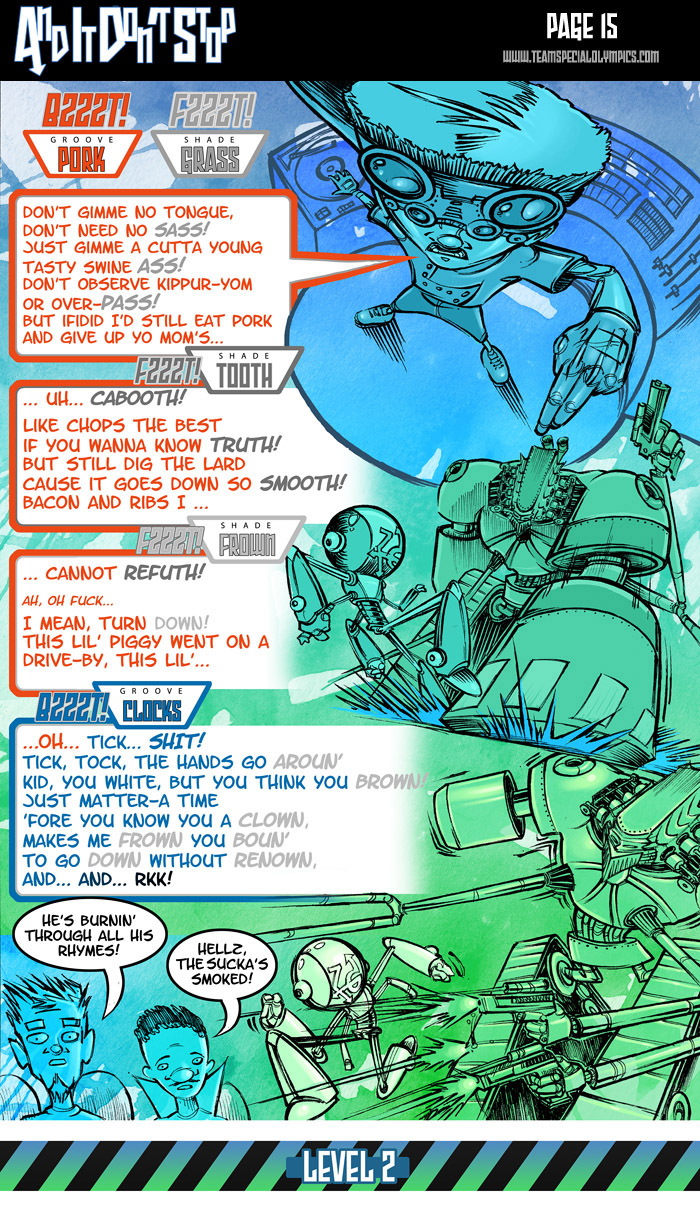 And It Don't Stop
PAGE 15
WWW.TEAMSPECIALOLYMPICS.COM
BZZZT!
FZZZT!
GROOVE
PORK
SHADE
GRASS
DON'T GIMME NO TONGUE,
DON'T NEED NO SASS!
JUST GIMME A CUTTA YOUNG
TASTY SWINE ASS!
DON'T OBSERVE KIPPUR-YOM
OR OVER-PASS!
BUT IFIDID I'D STILL EAT PORK
AND GIVE UP YO MOM'S...
FZZZT!
SHADE
TOOTH
... UH... CABOOTH!
LIKE CHOPS THE BEST
IF YOU WANNA KNOW TRUTH!
BUT STILL DIG THE LARD
CAUSE IT GOES DOWN SO SMOOTH!
BACON AND RIBS I ...
FZZZT!
SHADE
FROWN
... CANNOT REFUTH!
AH, OH FUCK...
I MEAN, TURN DOWN!
THIS LIL' PIGGY WENT ON A
DRIVE-BY, THIS LIL'...
BZZZT!
GROOVE
CLOCKS
...OH... TICK... SHIT!
TICK, TOCK, THE HANDS GO AROUN'
KID, YOU WHITE, BUT YOU THINK YOU BROWN!
JUST MATTER-A TIME
'FORE YOU KNOW YOU A CLOWN,
MAKES ME FROWN YOU BOUN'
TO GO DOWN WITHOUT RENOWN,
AND... AND... RKK!
HE'S BURNIN'
THROUGH ALL HIS
RHYMES!
HELLZ,
THE SUCKA'S
SMOKED!
LEVEL 2